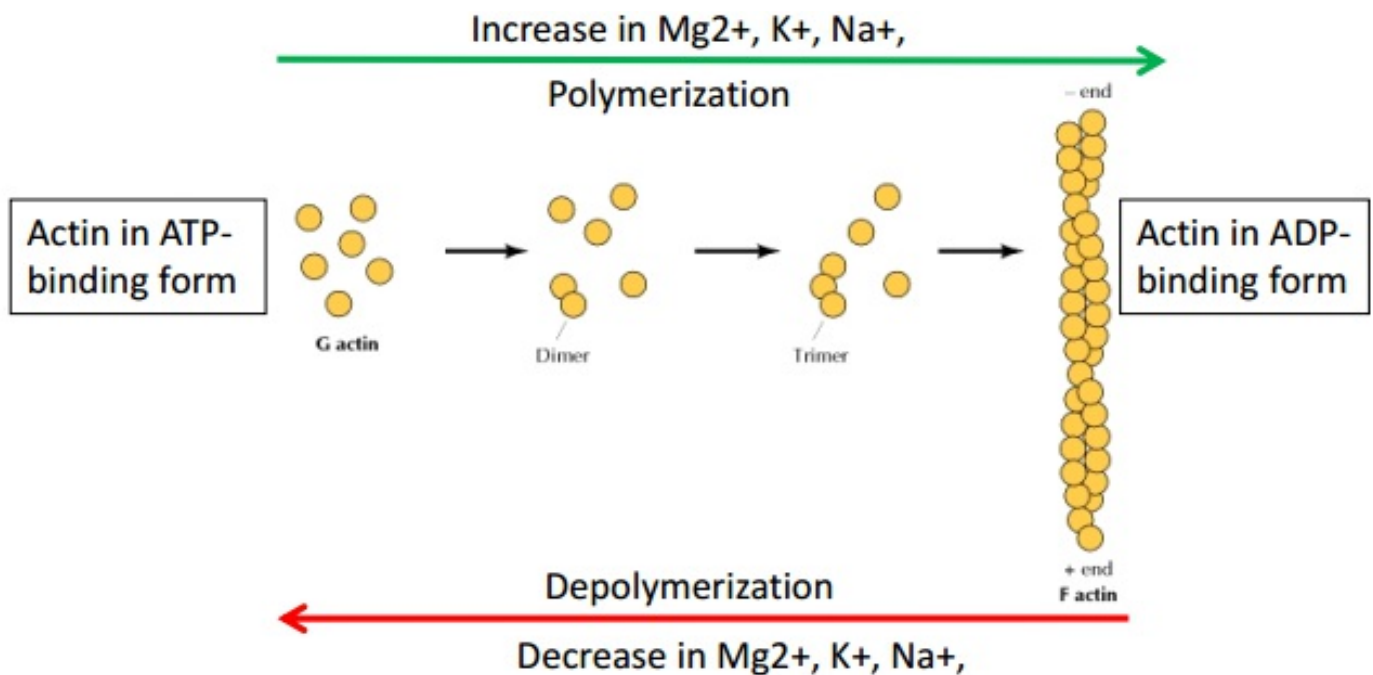 Increase in Mg2+, K+, Na+,
Polymerization
– end
Actin in ATP-
binding form
G actin
Dimer
Trimer
Actin in ADP-
binding form
+ end
F actin
Depolymerization
Decrease in Mg2+, K+, Na+,